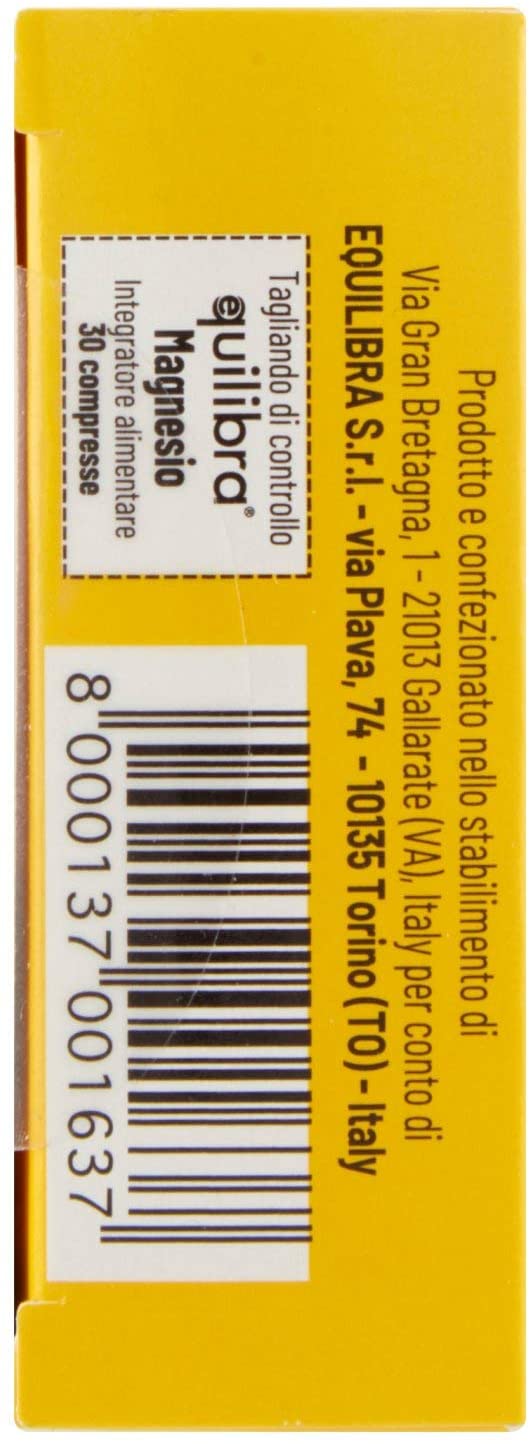 Prodotto e confezionato nello stabilimento di
Via Gran Bretagna, 1 - 21013 Gallarate (VA), Italy per conto di
EQUILIBRA S.r.l. - via Plava, 74 - 10135 Torino (TO) - Italy
Tagliando di controllo
equilibra®
Magnesio
Integratore alimentare
30 compresse
8 000137 001637